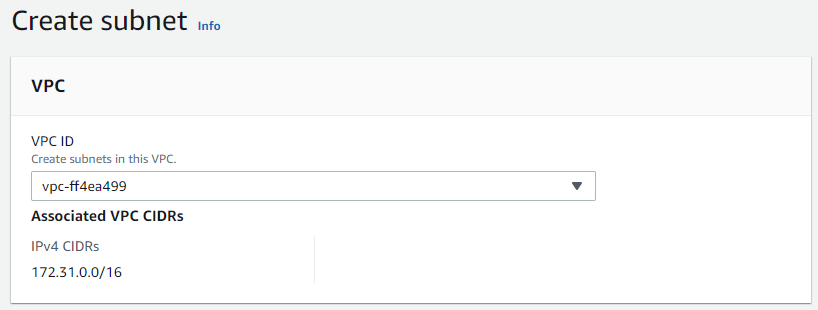 Create subnet Info
VPC
VPC ID
Create subnets in this VPC.
vpc-ff4ea499
Associated VPC CIDRs
IPv4 CIDRs
172.31.0.0/16